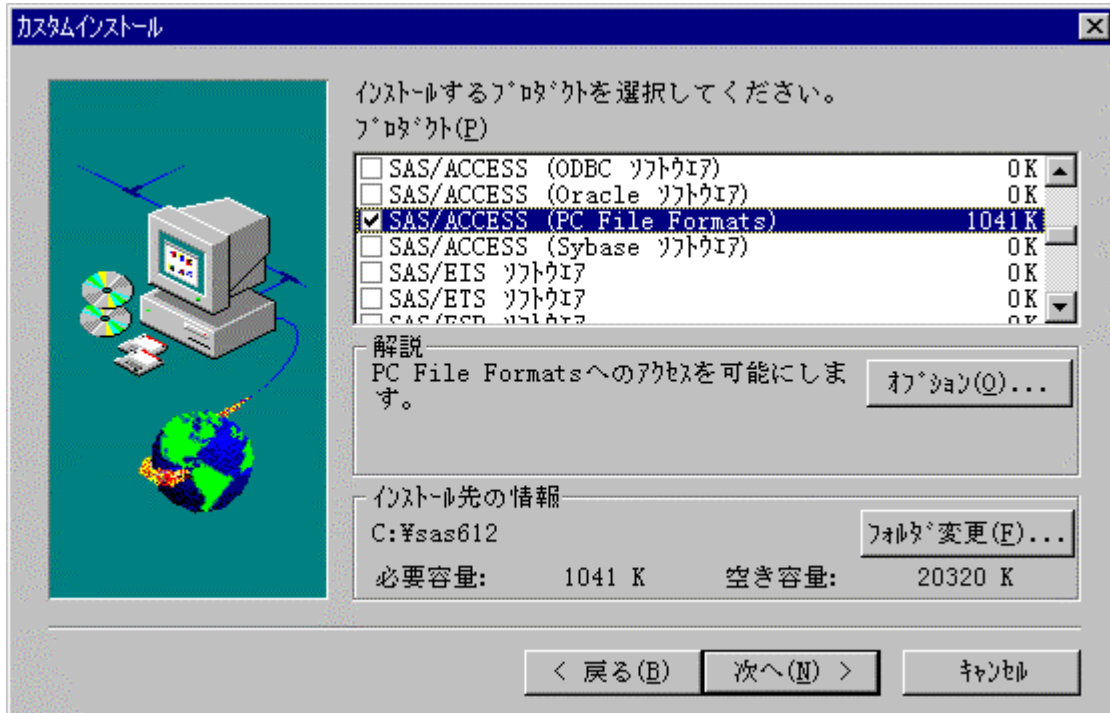 カスタムインストール
インストールするプロダクトを選択してください。
プロダクト(P)
SAS/ACCESS (ODBC ソフトウエア) 0K
SAS/ACCESS (Oracle ソフトウエア) 0K
SAS/ACCESS (PC File Formats) 1041K
SAS/ACCESS (Sybase ソフトウエア) 0K
SAS/EIS ソフトウエア 0K
SAS/ETS ソフトウエア 0K
解説
PC File Formatsへのアクセスを可能にしま
す。
オプション(O)...
インストール先の情報
C:¥sas612
フォルダ変更(F)...
必要容量: 1041 K 空き容量: 20320 K
< 戻る(B) 次へ(N) > キャンセル